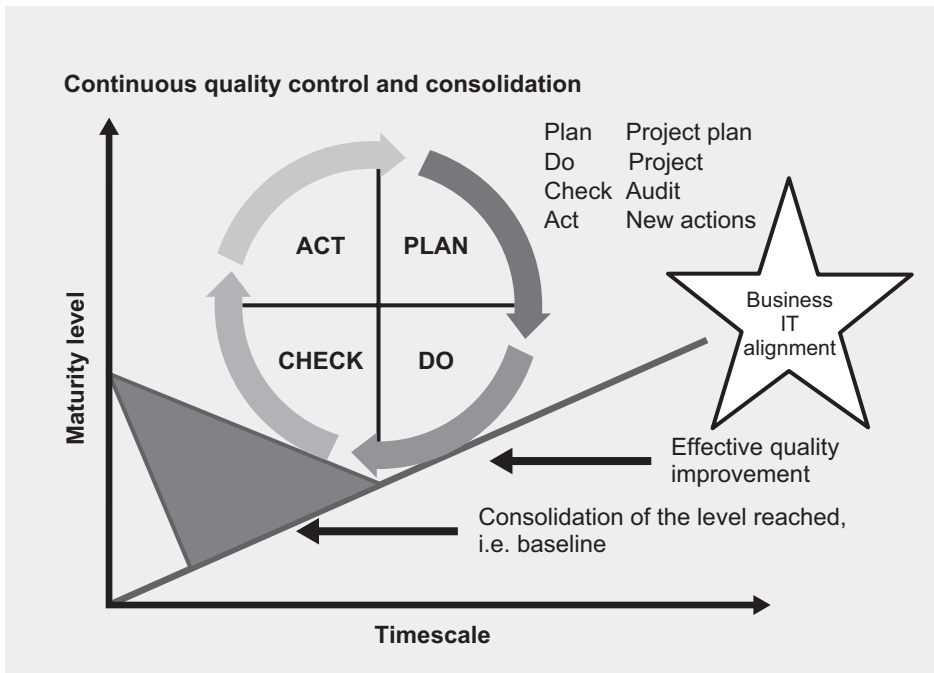 Continuous quality control and consolidation
Plan Project plan
Do Project
Check Audit
Act New actions
ACT PLAN
CHECK DO
Business
IT
alignment
Maturity level
Effective quality
improvement
Consolidation of the level reached,
i.e. baseline
Timescale